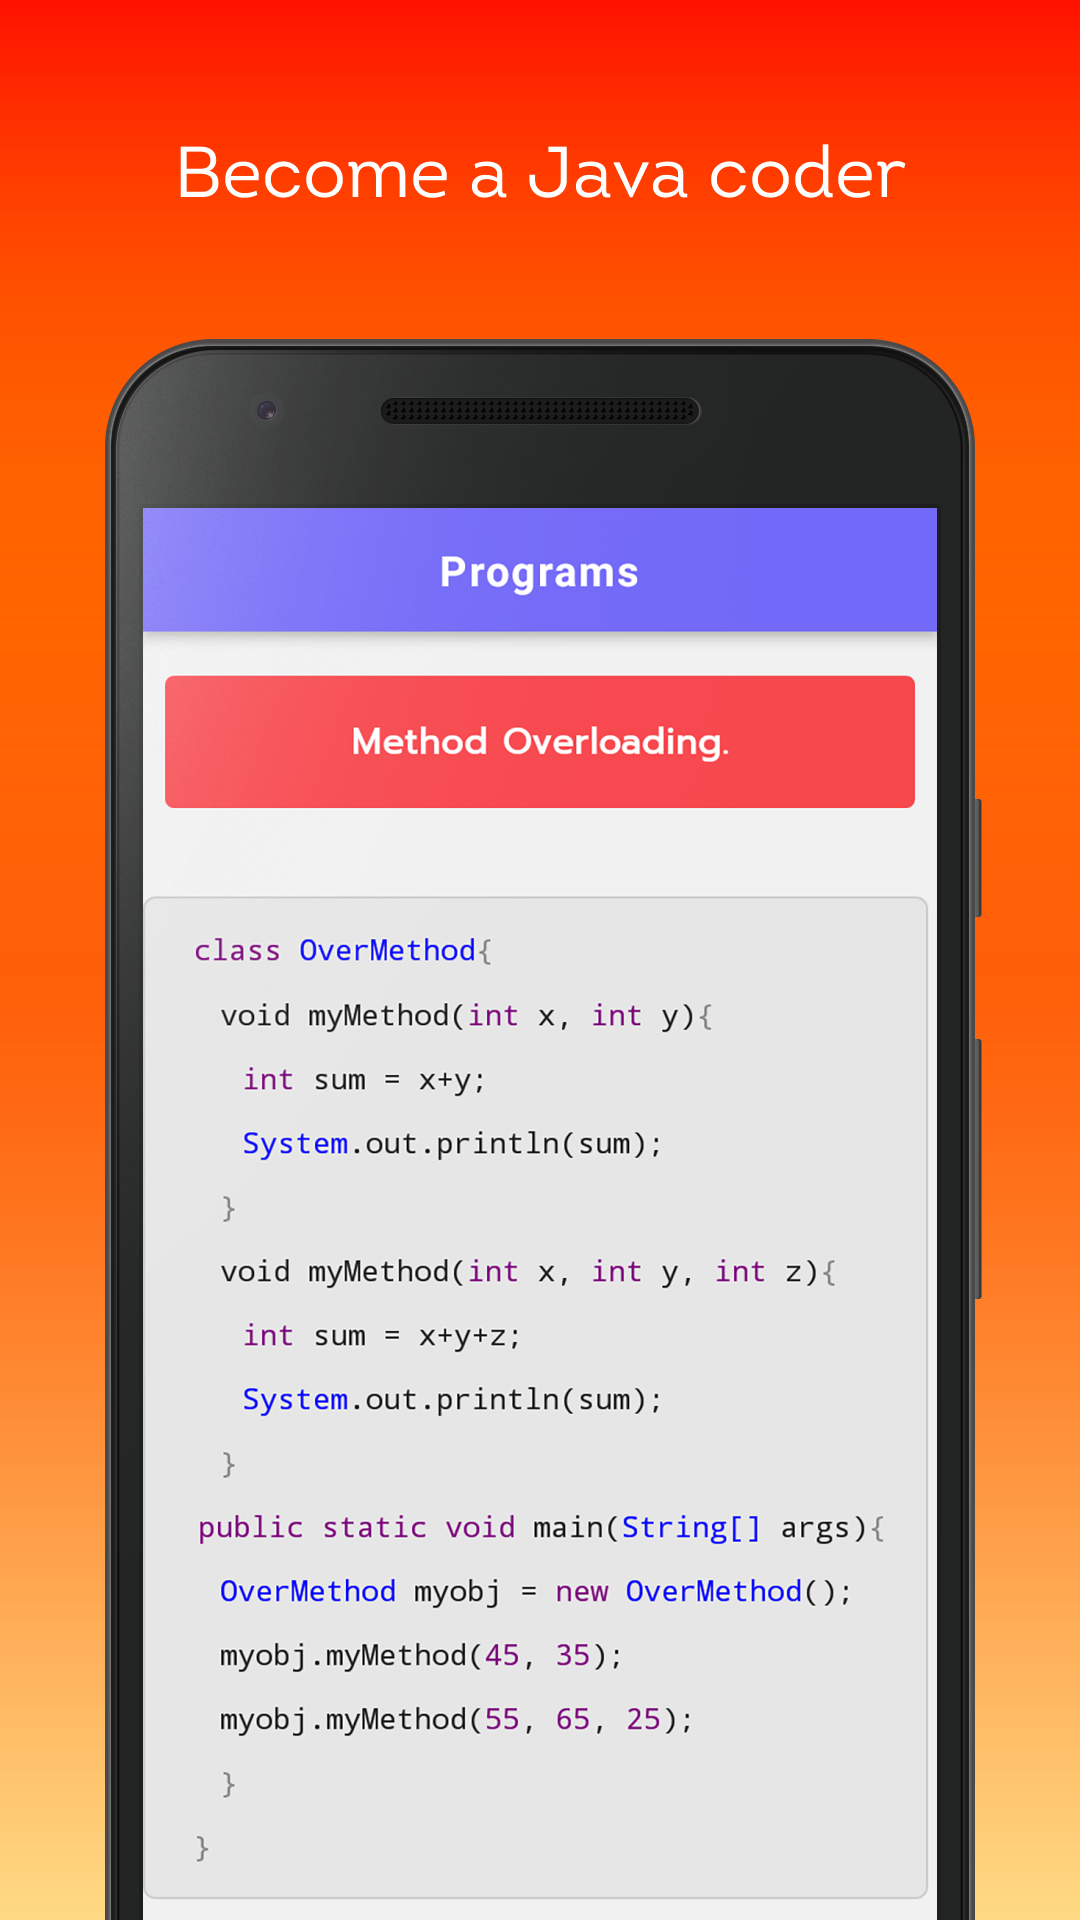 Become a Java coder
Programs
Method Overloading.
class OverMethod{
void myMethod(int x, int y){
int sum = x+y;
System.out.println(sum);
}
void myMethod(int x, int y, int z){
int sum = x+y+z;
System.out.println(sum);
}
public static void main(String[] args){
OverMethod myobj = new OverMethod();
myobj.myMethod(45, 35);
myobj.myMethod(55, 65, 25);
}
}